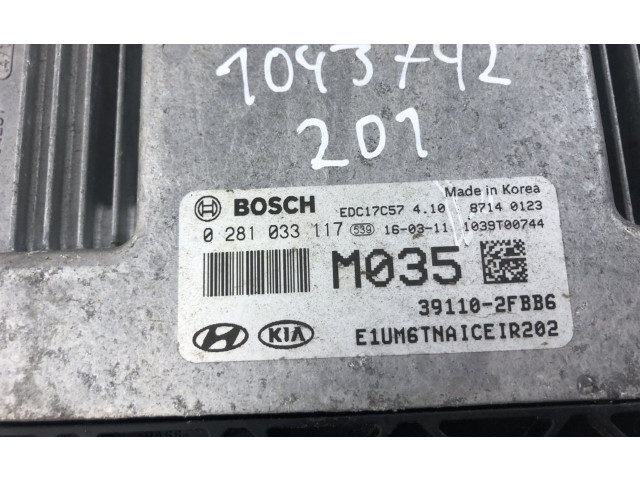 1043742
201
Made in Korea
BOSCH EDC17C57 4.10 8714 0123
0 281 033 117 539 16-03-11 1039T00744
M035
39110-2FBB6
KIA E1UM6TNAICEIR202